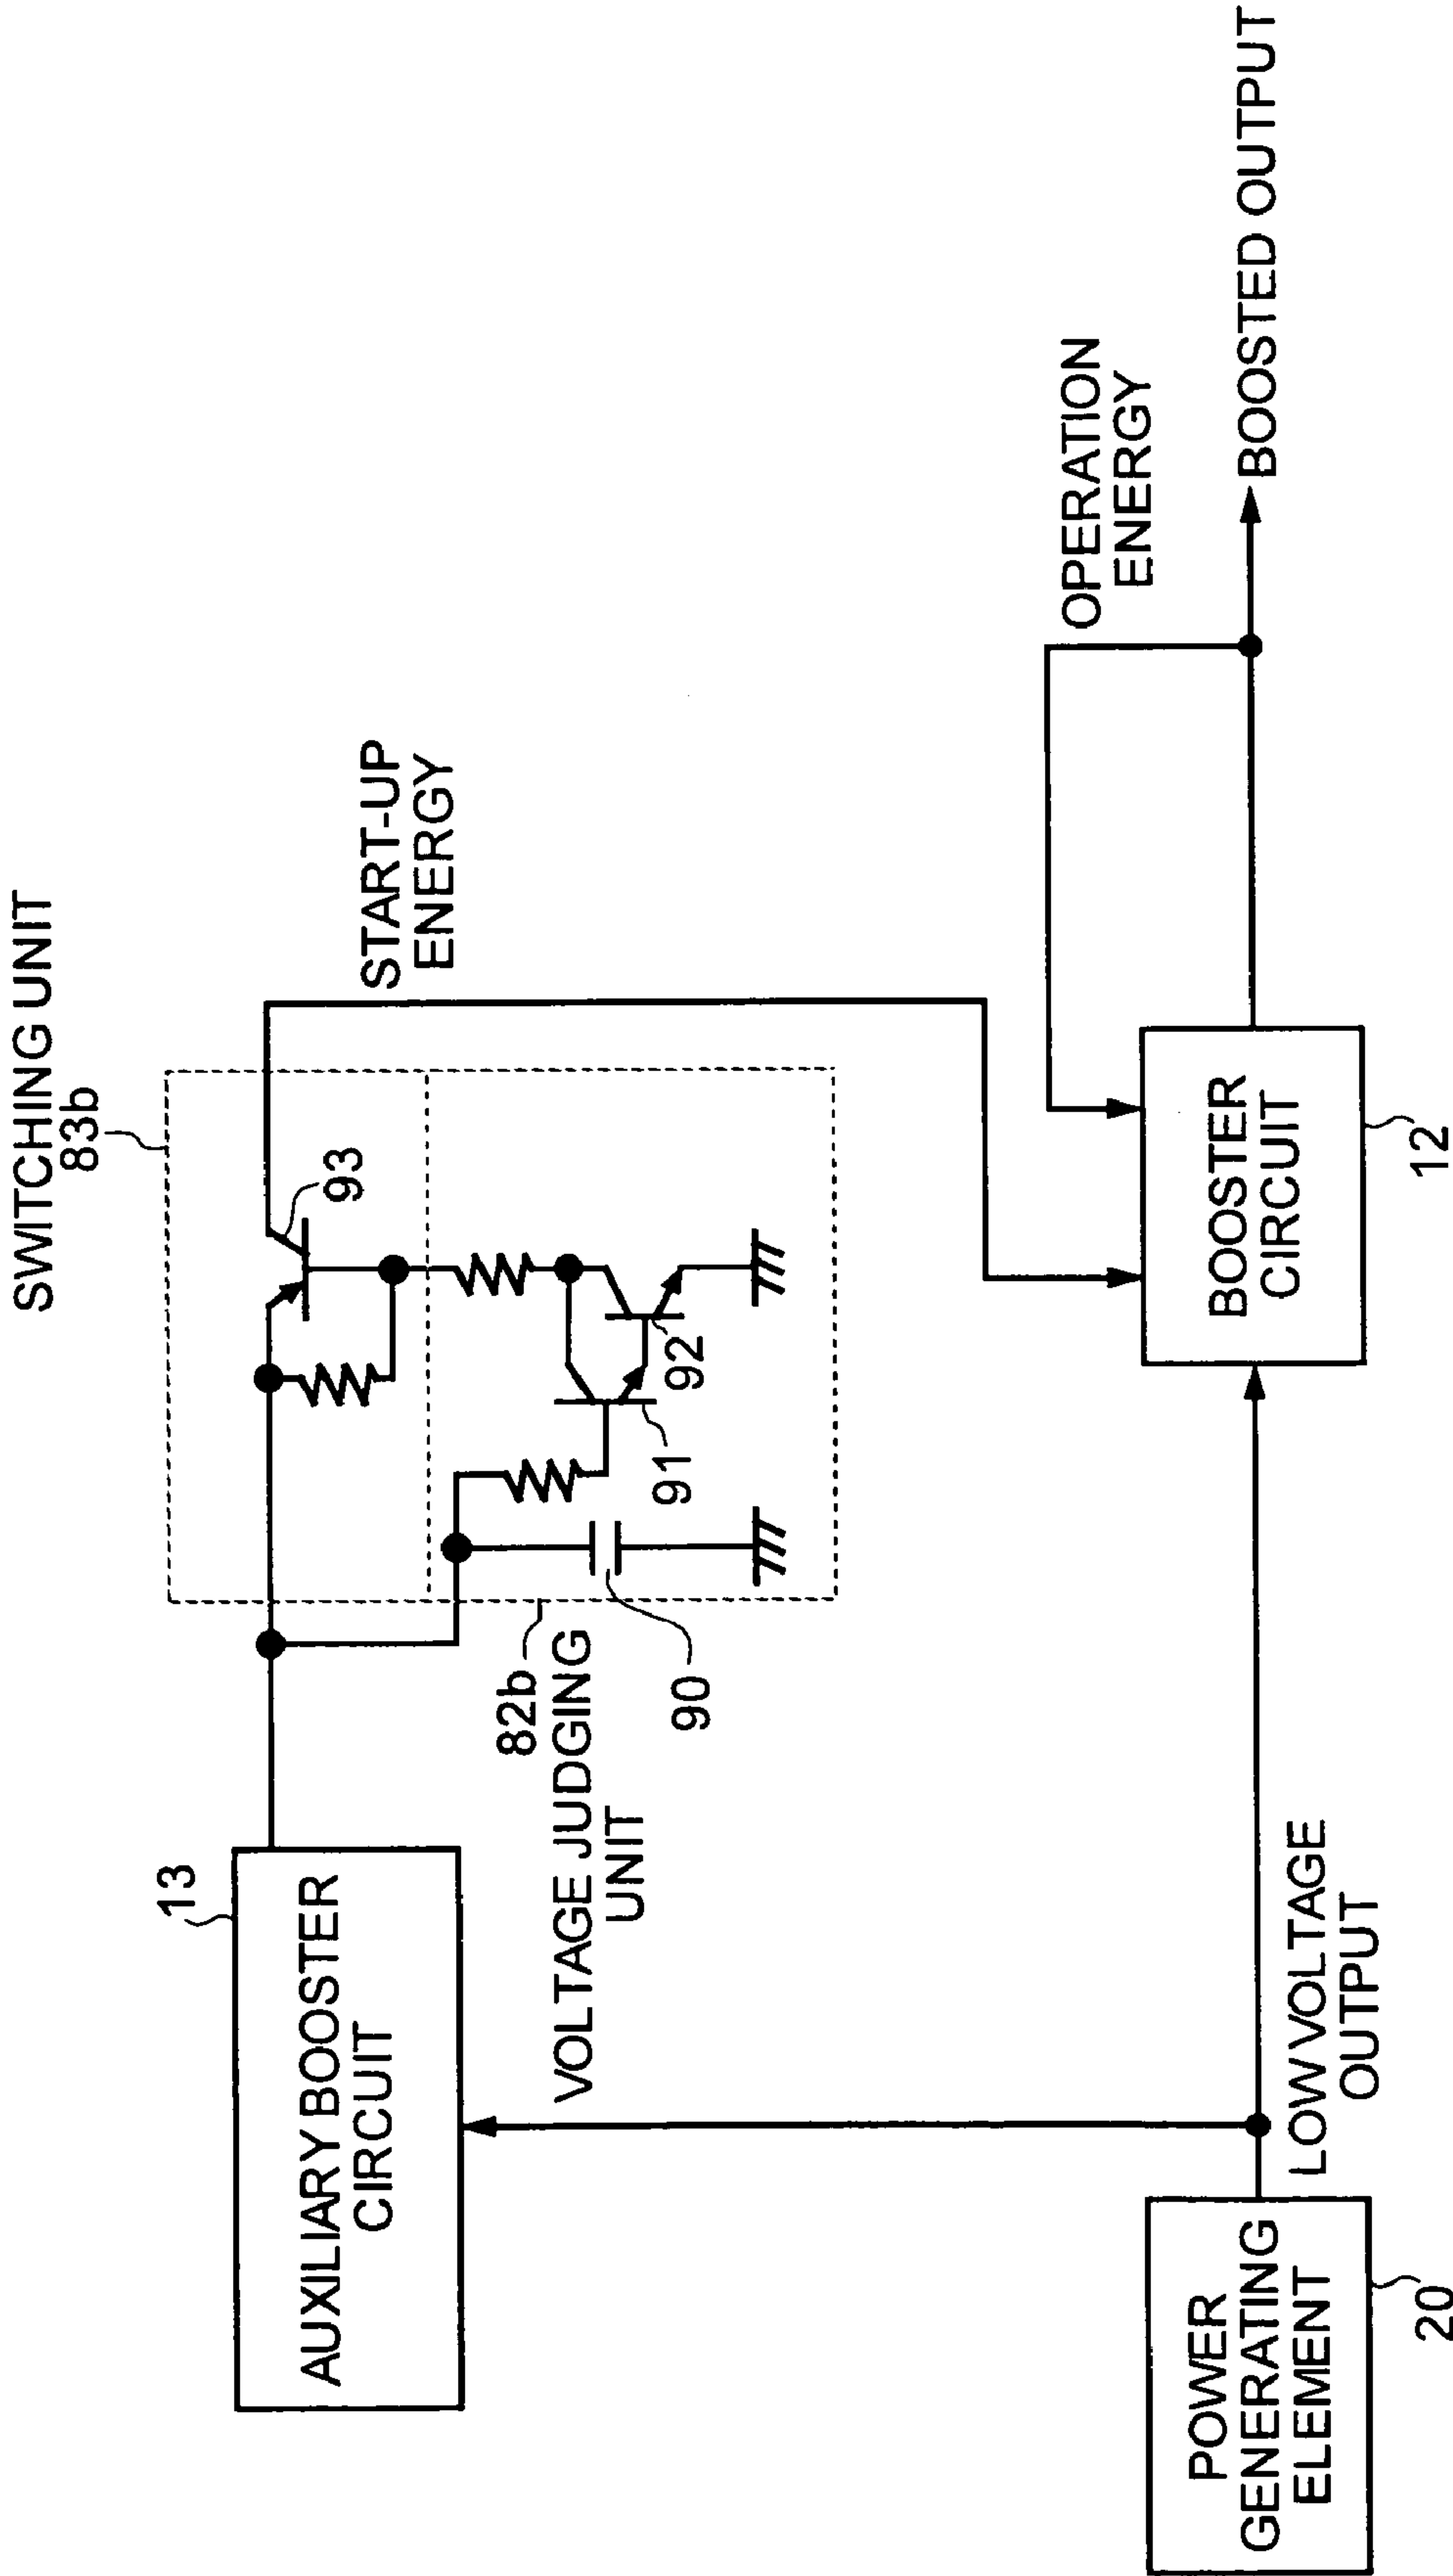 SWITCHING UNIT
83b
93
START-UP
ENERGY
13
AUXILIARY BOOSTER
CIRCUIT
82b
VOLTAGE JUDGING
UNIT
90
91
92
OPERATION
ENERGY
BOOSTED OUTPUT
POWER
GENERATING
ELEMENT
20
LOW VOLTAGE
OUTPUT
BOOSTER
CIRCUIT
12